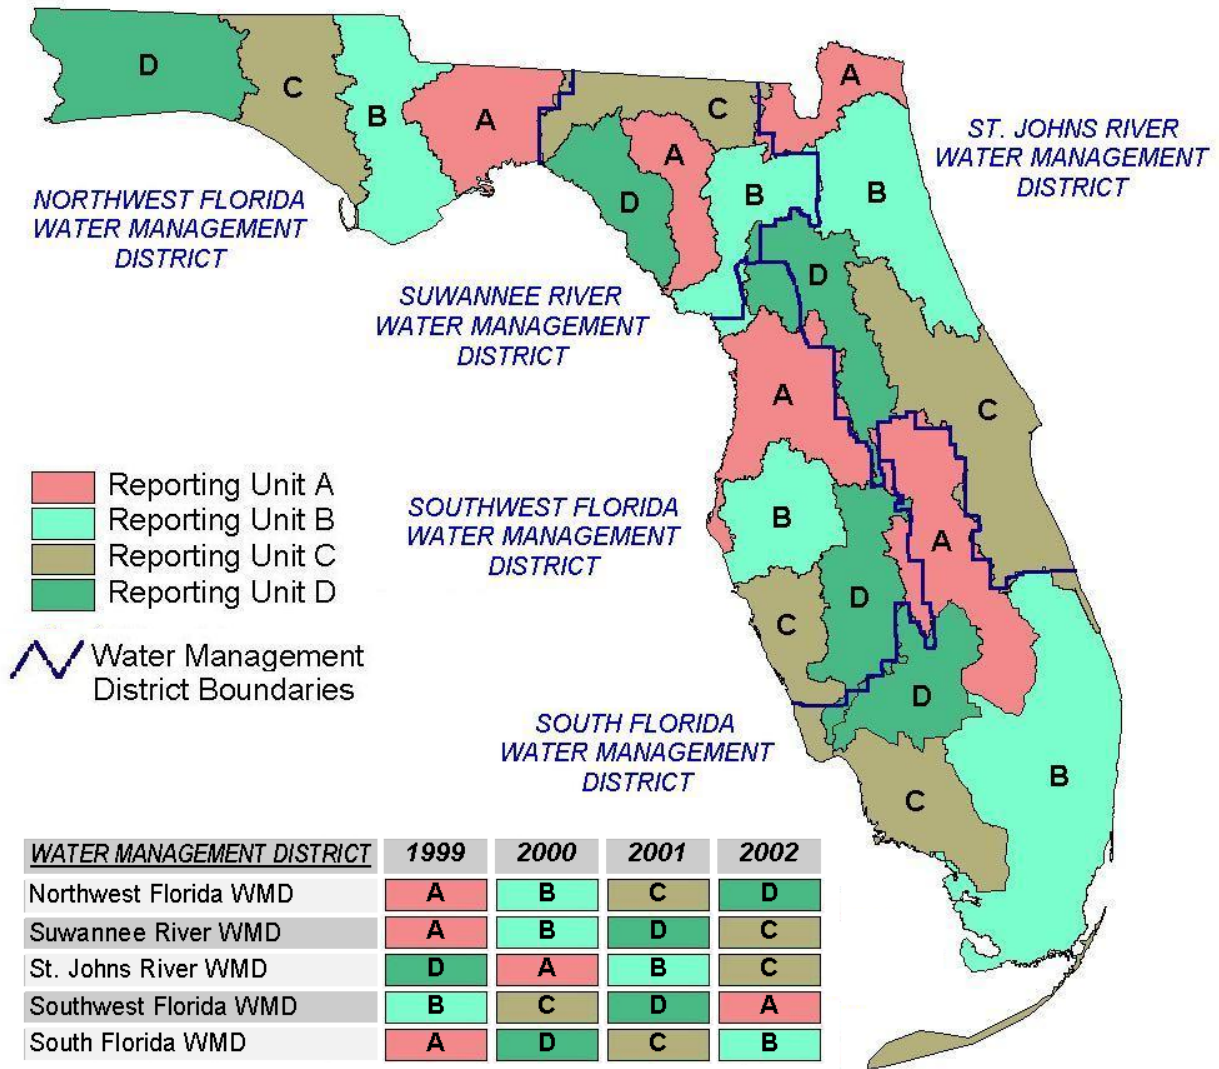 D
C
B
A
C
A
D
A
B
B
ST. JOHNS RIVER
WATER MANAGEMENT
DISTRICT
NORTHWEST FLORIDA
WATER MANAGEMENT
DISTRICT
D
SUWANNEE RIVER
WATER MANAGEMENT
DISTRICT
A
C
Reporting Unit A
Reporting Unit B
Reporting Unit C
Reporting Unit D
Water Management
District Boundaries
SOUTHWEST FLORIDA
WATER MANAGEMENT
DISTRICT
B
A
D
C
D
SOUTH FLORIDA
WATER MANAGEMENT
DISTRICT
B
C
WATER MANAGEMENT DISTRICT 1999 2000 2001 2002
Northwest Florida WMD A B C D
Suwannee River WMD A B D C
St. Johns River WMD D A B C
Southwest Florida WMD B C D A
South Florida WMD A D C B